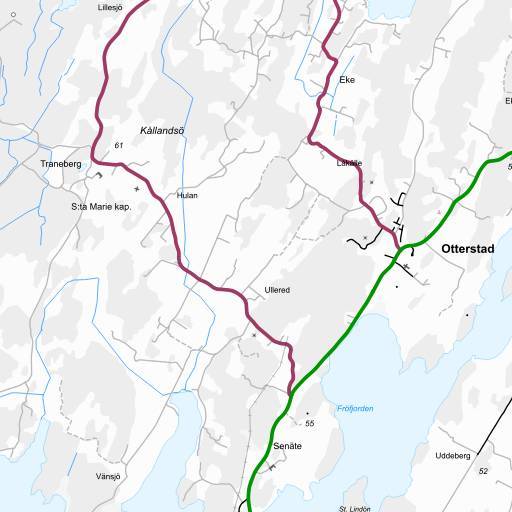 Lillesjö
Eke
61
Kållandsö
Traneberg
Låkälle
Hulan
S:ta Marie kap.
Otterstad
Ullered
Fröfjorden
55
Senäte
Uddeberg
52
Vänsjö
St. Lindön